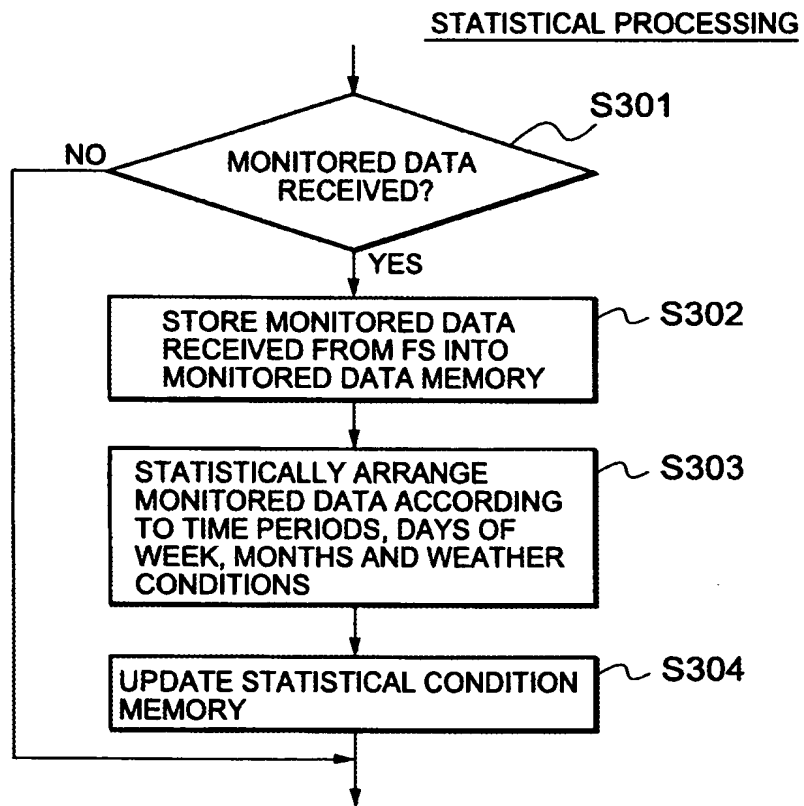 STATISTICAL PROCESSING
S301
NO
MONITORED DATA
RECEIVED?
YES
STORE MONITORED DATA
RECEIVED FROM FS INTO
MONITORED DATA MEMORY
S302
STATISTICALLY ARRANGE
MONITORED DATA ACCORDING
TO TIME PERIODS, DAYS OF
WEEK, MONTHS AND WEATHER
CONDITIONS
S303
UPDATE STATISTICAL CONDITION
MEMORY
S304